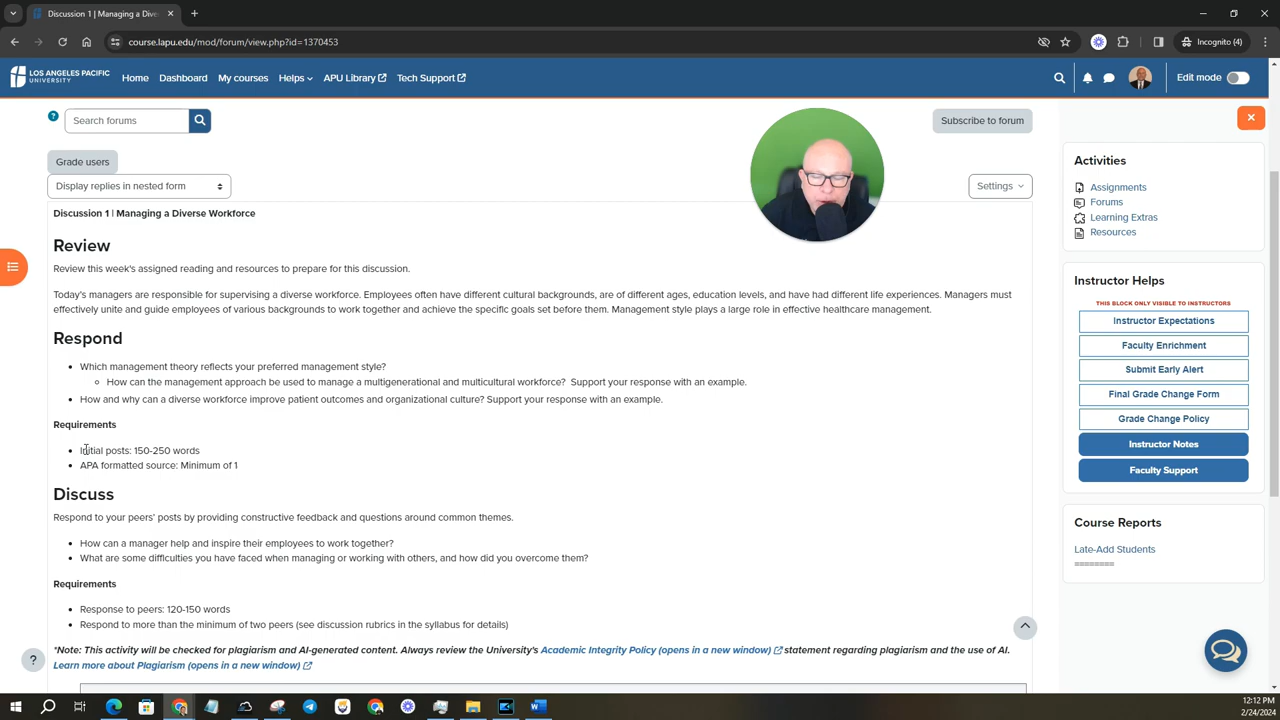 Discussion 1 | Managing a Dive
course.lapu.edu/mod/forum/view.php?id=1370453
Incognito (4)
LOS ANGELES PACIFIC
UNIVERSITY
Home
Dashboard
My courses
Helps
APU Library
Tech Support
Edit mode
Search forums
Subscribe to forum
Grade users
Display replies in nested form
Settings
Discussion 1 | Managing a Diverse Workforce
Review
Review this week's assigned reading and resources to prepare for this discussion.
Today's managers are responsible for supervising a diverse workforce. Employees often have different cultural backgrounds, are of different ages, education levels, and have had different life experiences. Managers must
effectively unite and guide employees of various backgrounds to work together and achieve the specific goals set before them. Management style plays a large role in effective healthcare management.
Respond
Which management theory reflects your preferred management style?
How can the management approach be used to manage a multigenerational and multicultural workforce? Support your response with an example.
How and why can a diverse workforce improve patient outcomes and organizational culture? Support your response with an example.
Requirements
Initial posts: 150-250 words
APA formatted source: Minimum of 1
Discuss
Respond to your peers' posts by providing constructive feedback and questions around common themes.
How can a manager help and inspire their employees to work together?
What are some difficulties you have faced when managing or working with others, and how did you overcome them?
Requirements
Response to peers: 120-150 words
Respond to more than the minimum of two peers (see discussion rubrics in the syllabus for details)
*Note: This activity will be checked for plagiarism and AI-generated content. Always review the University's Academic Integrity Policy (opens in a new window) statement regarding plagiarism and the use of AI.
Learn more about Plagiarism (opens in a new window)
Activities
Assignments
Forums
Learning Extras
Resources
Instructor Helps
THIS BLOCK ONLY VISIBLE TO INSTRUCTORS
Instructor Expectations
Faculty Enrichment
Submit Early Alert
Final Grade Change Form
Grade Change Policy
Instructor Notes
Faculty Support
Course Reports
Late-Add Students
========
12:12 PM
2/24/2024